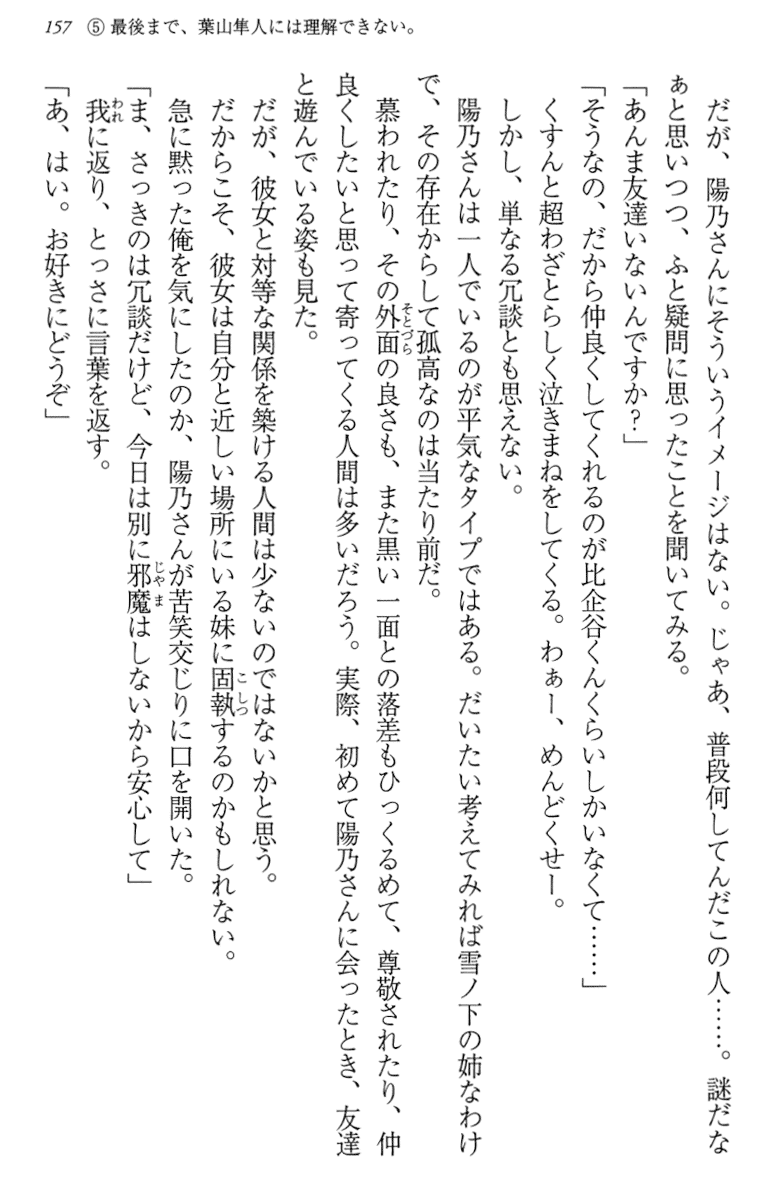 157　⑤ 最後まで、葉山隼人には理解できない。
　だが、陽乃さんにそういうイメージはない。じゃあ、普段何してんだこの人……。謎だな
ぁと思いつつ、ふと疑問に思ったことを聞いてみる。
「あんま友達いないんですか？」
「そうなの、だから仲良くしてくれるのが比企谷くんくらいしかいなくて……」
　くすんと超わざとらしく泣きまねをしてくる。わぁー、めんどくせー。
　しかし、単なる冗談とも思えない。
　陽乃さんは一人でいるのが平気なタイプではある。だいたい考えてみれば雪ノ下の姉なわけ
で、その存在からして孤高なのは当たり前だ。
　慕われたり、その外面そとづらの良さも、また黒い一面との落差もひっくるめて、尊敬されたり、仲
良くしたいと思って寄ってくる人間は多いだろう。実際、初めて陽乃さんに会ったとき、友達
と遊んでいる姿も見た。
　だが、彼女と対等な関係を築ける人間は少ないのではないかと思う。
　だからこそ、彼女は自分と近しい場所にいる妹に固執こしつするのかもしれない。
　急に黙った俺を気にしたのか、陽乃さんが苦笑交じりに口を開いた。
「ま、さっきのは冗談だけど、今日は別に邪魔じゃまはしないから安心して」
　我われに返り、とっさに言葉を返す。
「あ、はい。お好きにどうぞ」